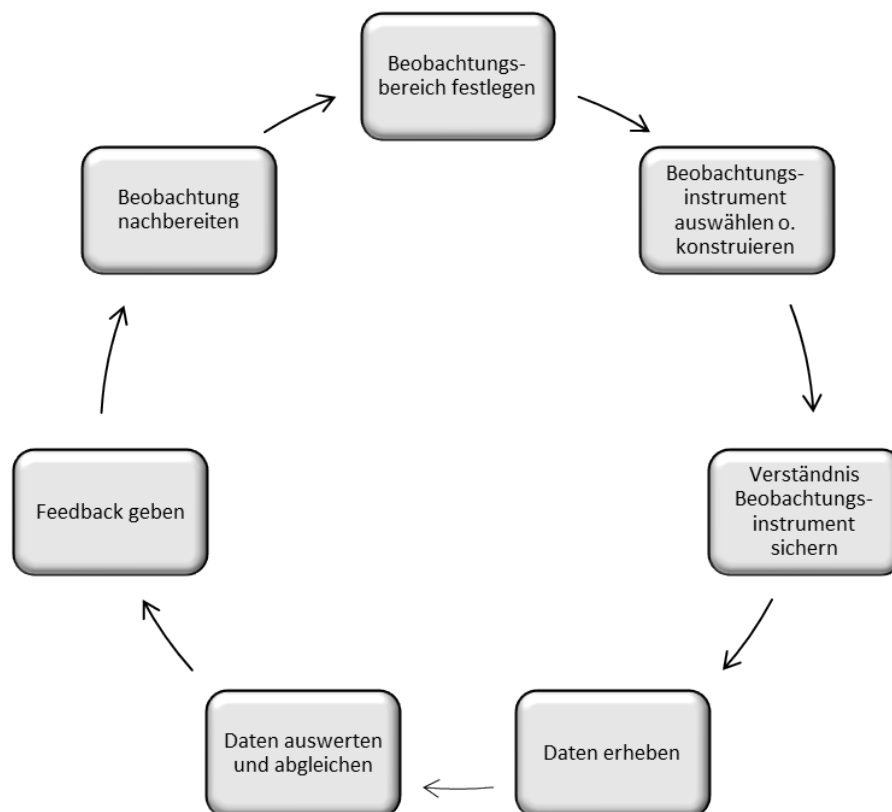 Beobachtungs-
bereich festlegen
Beobachtungs-
instrument
auswählen o.
konstruieren
Verständnis
Beobachtungs-
instrument
sichern
Daten erheben
Daten auswerten
und abgleichen
Feedback geben
Beobachtung
nachbereiten